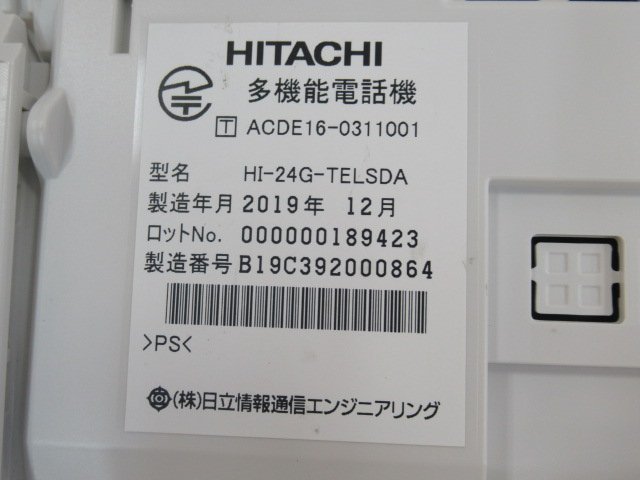 HITACHI
多機能電話機
T ACDE16-0311001
型名 HI-24G-TELSDA
製造年月 2019年 12月
ロットNo. 000000189423
製造番号 B19C392000864
>PS<
(株)日立情報通信エンジニアリング